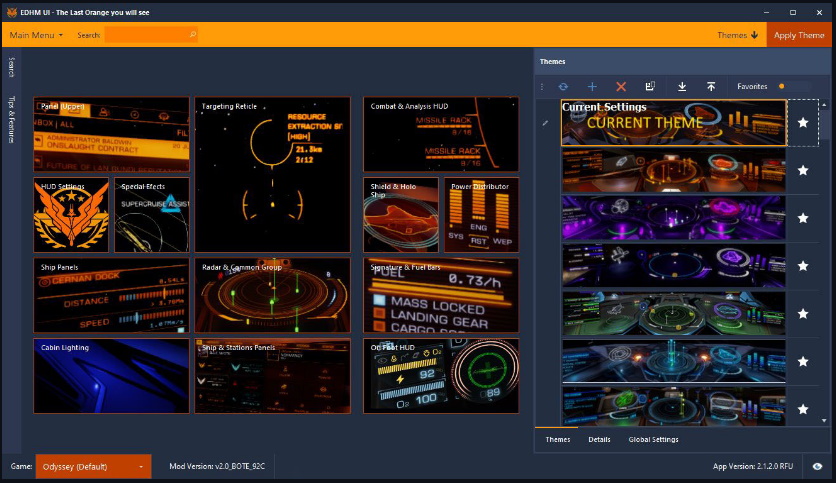 EDHM UI - The Last Orange you will see
Main Menu
Search:
Themes
Apply Theme
Search
Tips & Features
Panel (Upper)
BOX | ALL
FIL
ADMINISTRATOR BALDWIN
ONSLAUGHT CONTRACT
FUTURE OF LAN
Targeting Reticle
RESOURCE
EXTRACTION SI
[HIGH]
21.3km
2:12
Combat & Analysis HUD
MISSILE RACK
8/16
MISSILE RACK
8/16
HUD Settings
Special Efects
SUPERCRUISE ASSIST
Shield & Holo
Ship
Power Distributor
ENG
SYS
RST
WEP
Ship Panels
GERNAN DOCK
DISTANCE
SPEED
Radar & Common Group
Signature & Fuel Bars
FUEL
0.73/h
MASS LOCKED
LANDING GEAR
CARGO
Cabin Lighting
Ship & Stations Panels
On Foot HUD
92
O₂ 100
89
Themes
Favorites
Current Settings
CURRENT THEME
Themes
Details
Global Settings
Game:
Odyssey (Default)
Mod Version: v2.0_BOTE_92C
App Version: 2.1.2.0 RFU